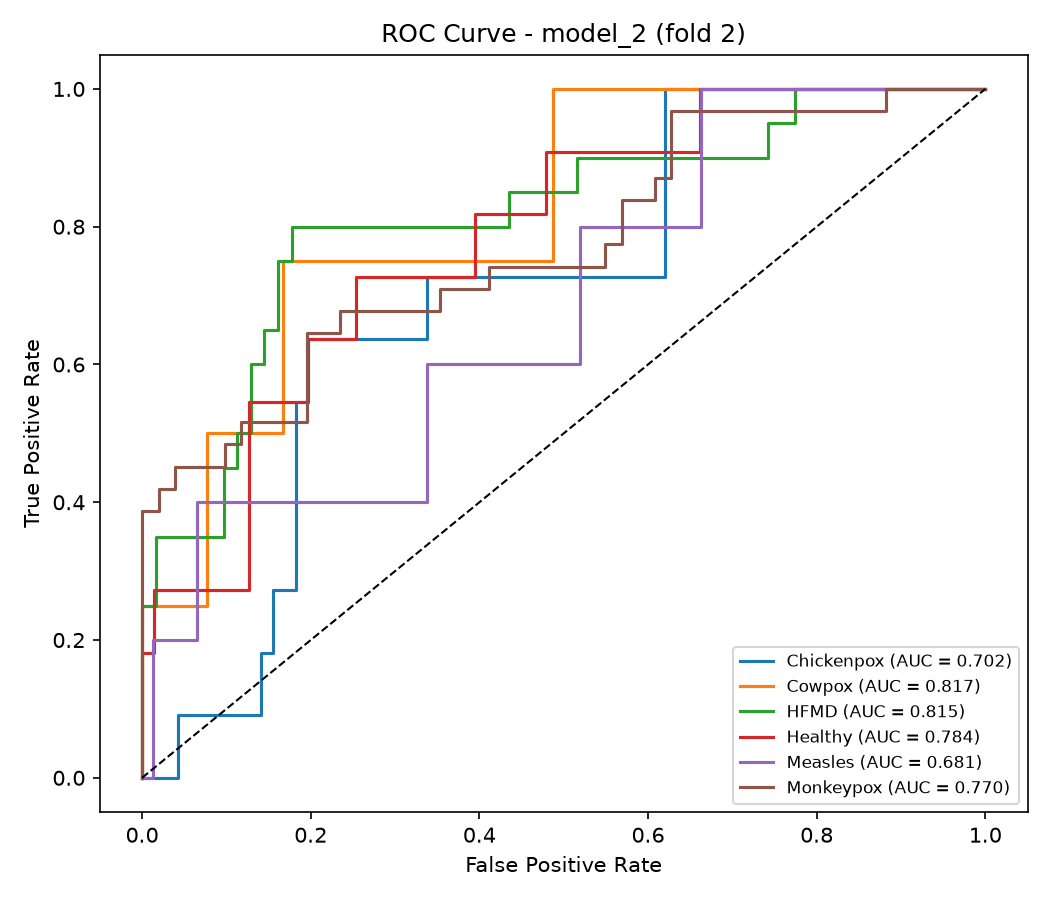 ROC Curve - model_2 (fold 2)
True Positive Rate
1.0
0.8
0.6
0.4
0.2
0.0
0.0 0.2 0.4 0.6 0.8 1.0
False Positive Rate
Chickenpox (AUC = 0.702)
Cowpox (AUC = 0.817)
HFMD (AUC = 0.815)
Healthy (AUC = 0.784)
Measles (AUC = 0.681)
Monkeypox (AUC = 0.770)